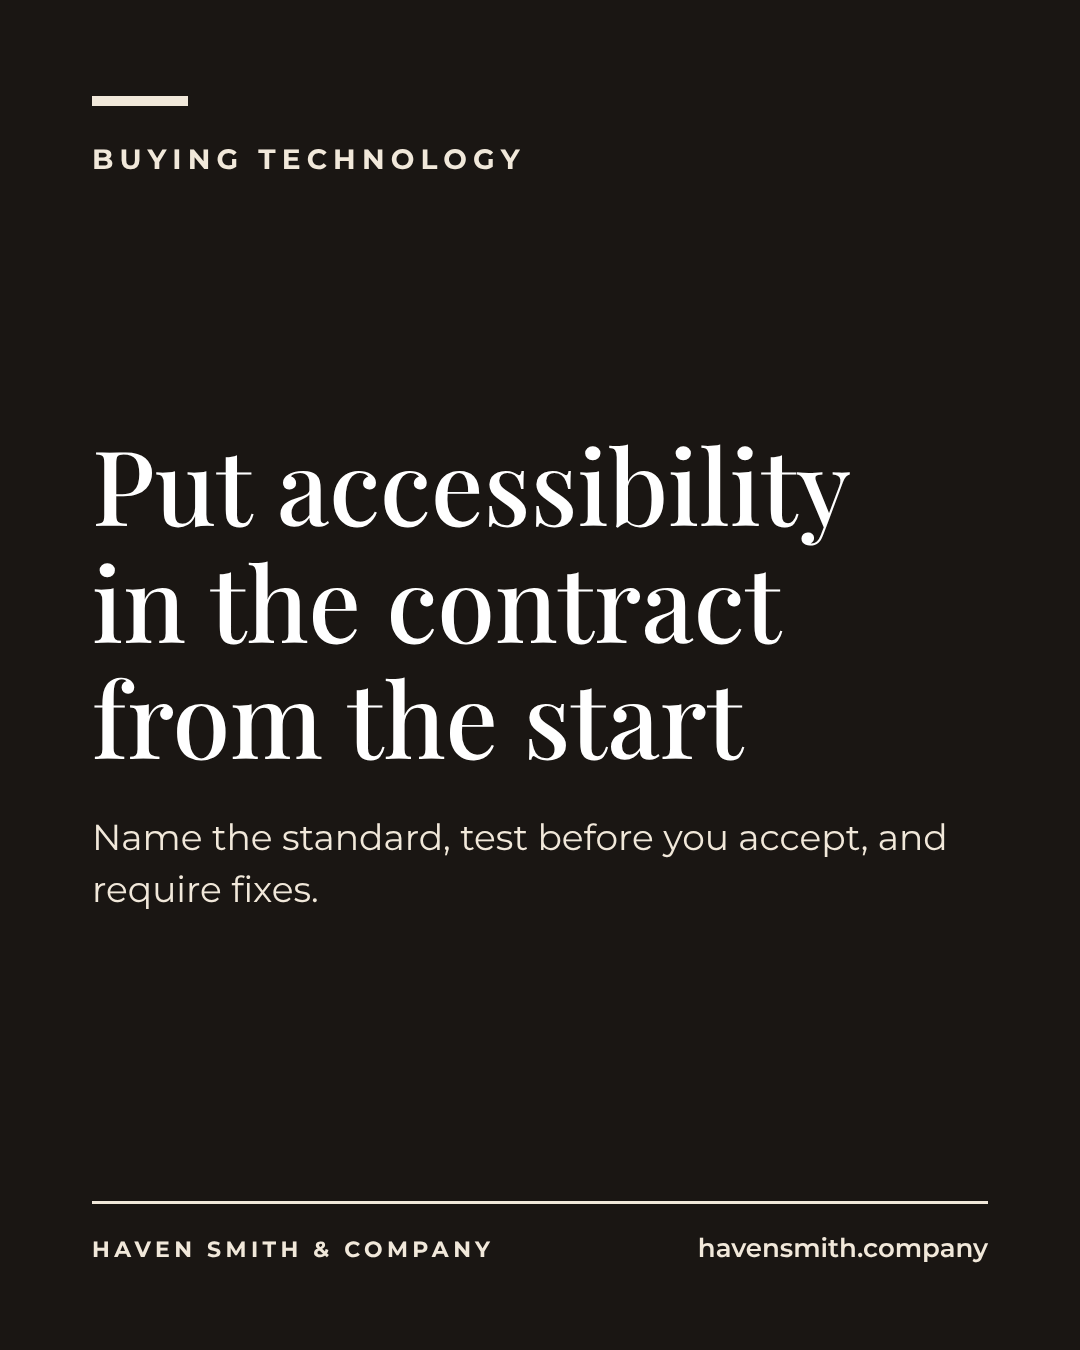 BUYING TECHNOLOGY
Put accessibility
in the contract
from the start
Name the standard, test before you accept, and
require fixes.
HAVEN SMITH & COMPANY
havensmith.company